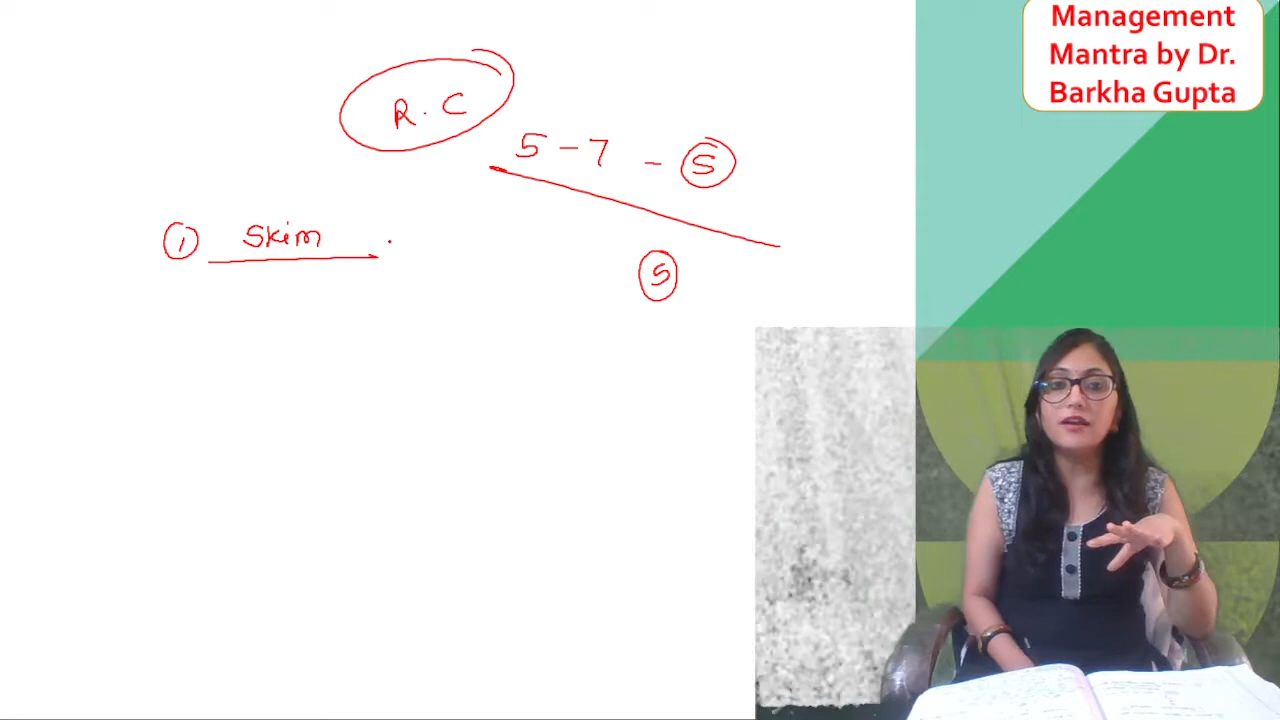 Management
Mantra by Dr.
Barkha Gupta
R.C
5-7 - 5
① Skim
5